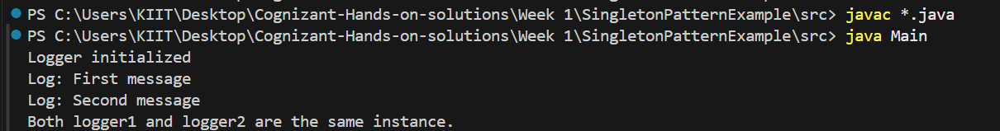 PS C:\Users\KIIT\Desktop\Cognizant-Hands-on-solutions\Week 1\SingletonPatternExample\src> javac *.java
PS C:\Users\KIIT\Desktop\Cognizant-Hands-on-solutions\Week 1\SingletonPatternExample\src> java Main
Logger initialized
Log: First message
Log: Second message
Both logger1 and logger2 are the same instance.